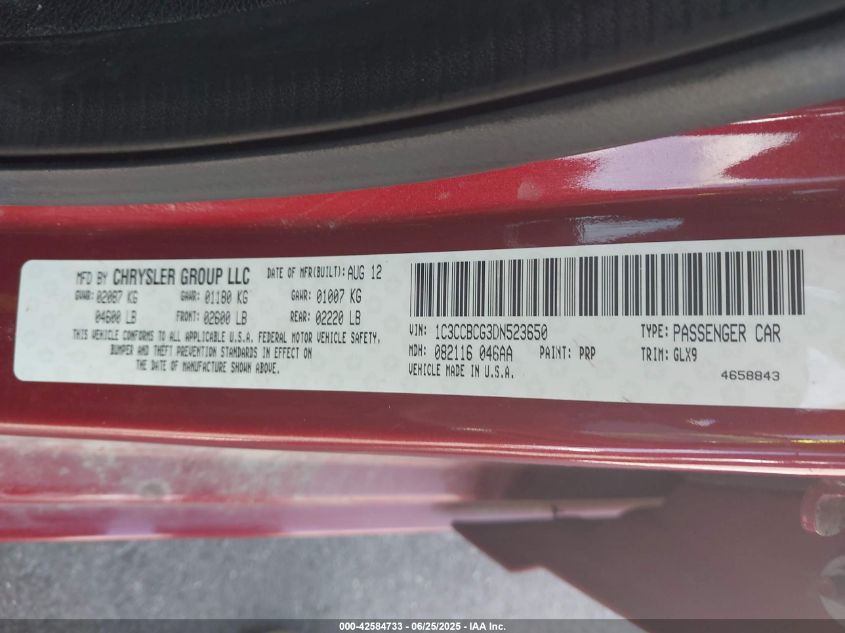 MFD BY CHRYSLER GROUP LLC DATE OF MFR(BUILT): AUG 12
GVWR: 02087 KG GAWR: 01180 KG GAWR: 01007 KG
04600 LB FRONT: 02600 LB REAR: 02220 LB
THIS VEHICLE CONFORMS TO ALL APPLICABLE U.S.A. FEDERAL MOTOR VEHICLE SAFETY,
BUMPER AND THEFT PREVENTION STANDARDS IN EFFECT ON
THE DATE OF MANUFACTURE SHOWN ABOVE.
VIN: 1C3CCBCG3DN523650 TYPE: PASSENGER CAR
MDH: 082116 046AA PAINT: PRP TRIM: GLX9
VEHICLE MADE IN U.S.A. 4658843
000-42584733 - 06/25/2025 - IAA Inc.